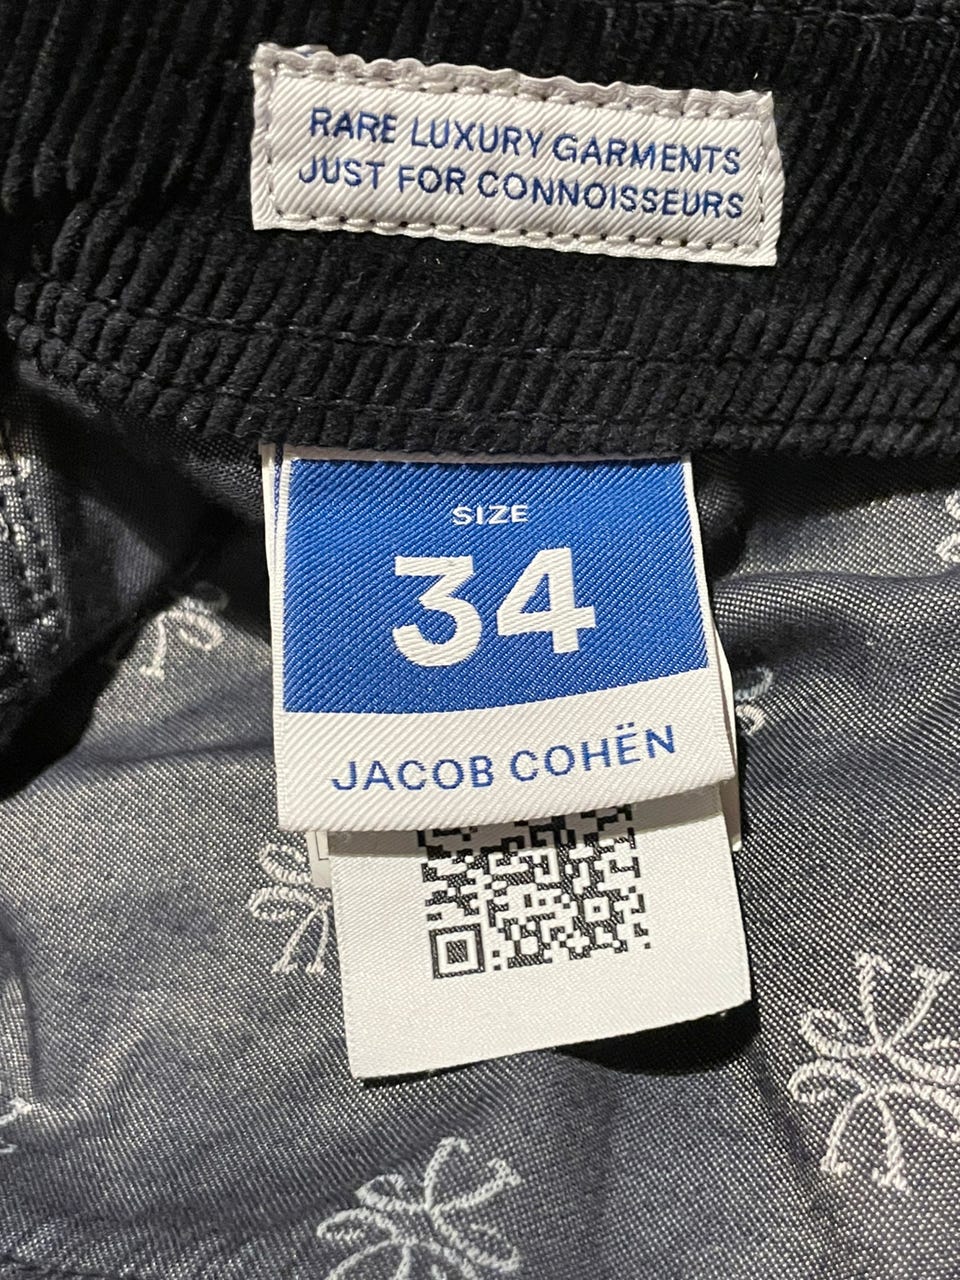 RARE LUXURY GARMENTS
JUST FOR CONNOISSEURS
SIZE
34
JACOB COHËN